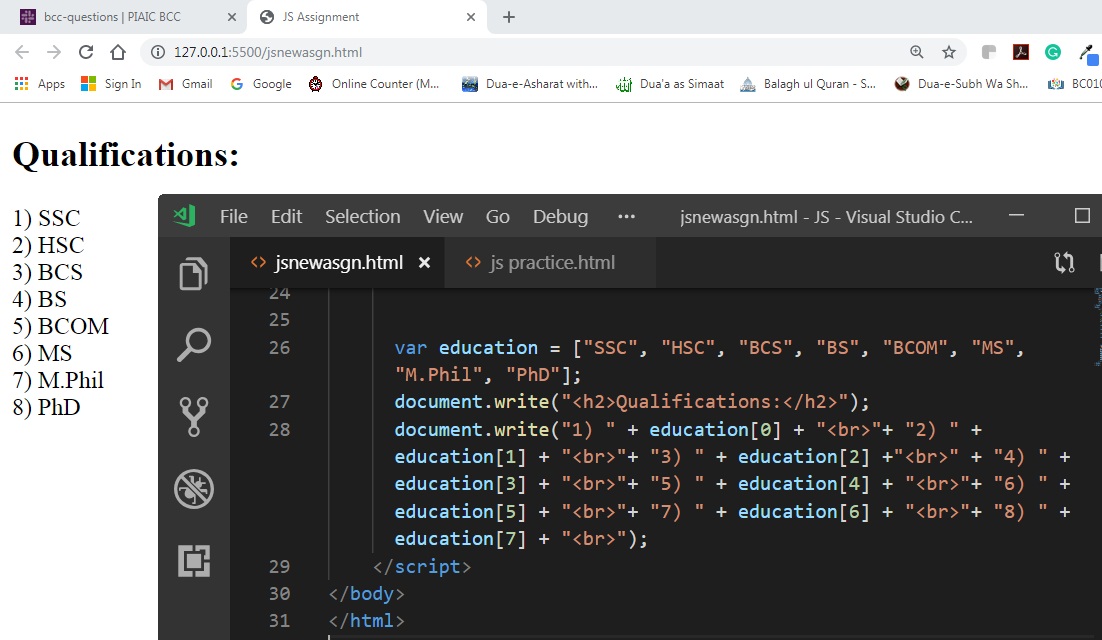 bcc-questions | PIAIC BCC
JS Assignment
127.0.0.1:5500/jsnewasgn.html
Apps Sign In Gmail Google Online Counter (M... Dua-e-Asharat with... Dua'a as Simaat Balagh ul Quran - S... Dua-e-Subh Wa Sh... BC010
Qualifications:
1) SSC
2) HSC
3) BCS
4) BS
5) BCOM
6) MS
7) M.Phil
8) PhD
File Edit Selection View Go Debug ··· jsnewasgn.html - JS - Visual Studio C...
<> jsnewasgn.html × <> js practice.html
24
25
26 var education = ["SSC", "HSC", "BCS", "BS", "BCOM", "MS",
"M.Phil", "PhD"];
27 document.write("<h2>Qualifications:</h2>");
28 document.write("1) " + education[0] + "<br>"+ "2) " +
education[1] + "<br>"+ "3) " + education[2] +"<br>" + "4) " +
education[3] + "<br>"+ "5) " + education[4] + "<br>"+ "6) " +
education[5] + "<br>"+ "7) " + education[6] + "<br>"+ "8) " +
education[7] + "<br>");
29 </script>
30 </body>
31 </html>